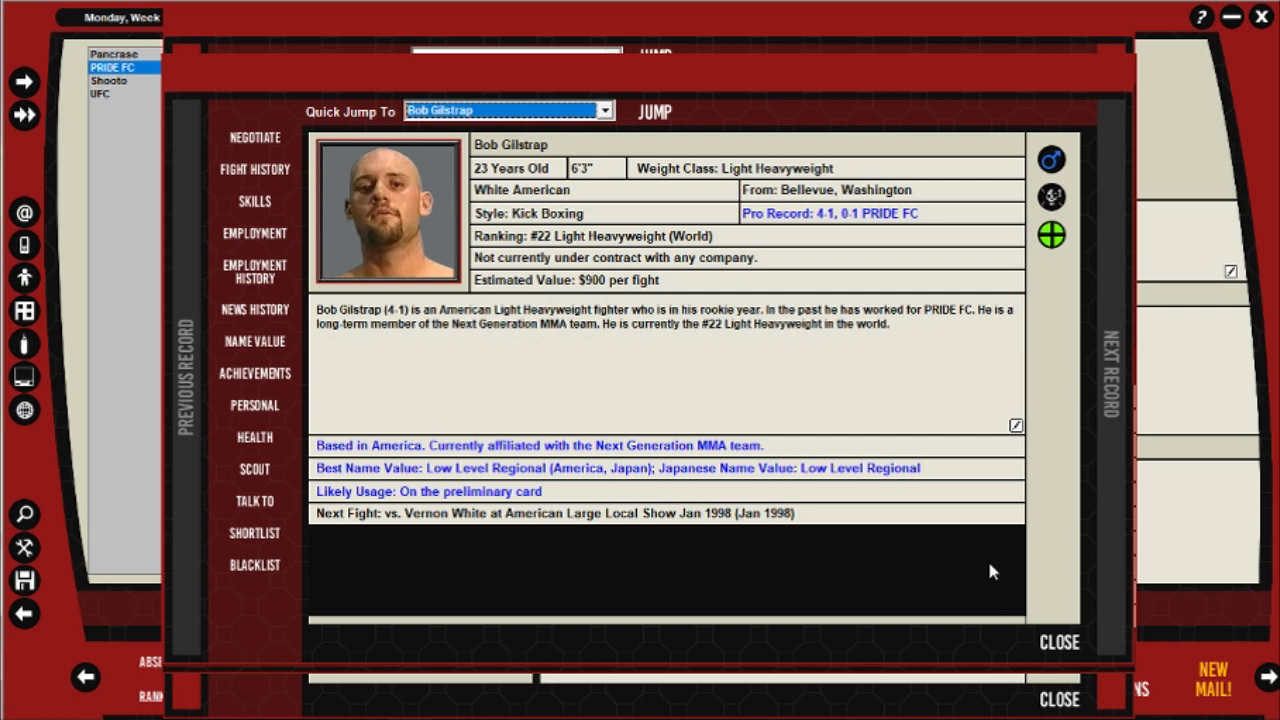 Monday, Week
?
X
Pancrase
PRIDE FC
Shooto
UFC
JUMP
Quick Jump To
Bob Gilstrap
JUMP
NEGOTIATE
FIGHT HISTORY
SKILLS
EMPLOYMENT
EMPLOYMENT
HISTORY
NEWS HISTORY
NAME VALUE
ACHIEVEMENTS
PERSONAL
HEALTH
SCOUT
TALK TO
SHORTLIST
BLACKLIST
PREVIOUS RECORD
Bob Gilstrap
23 Years Old
6'3"
Weight Class: Light Heavyweight
White American
From: Bellevue, Washington
Style: Kick Boxing
Pro Record: 4-1, 0-1 PRIDE FC
Ranking: #22 Light Heavyweight (World)
Not currently under contract with any company.
Estimated Value: $900 per fight
Bob Gilstrap (4-1) is an American Light Heavyweight fighter who is in his rookie year. In the past he has worked for PRIDE FC. He is a
long-term member of the Next Generation MMA team. He is currently the #22 Light Heavyweight in the world.
Based in America. Currently affiliated with the Next Generation MMA team.
Best Name Value: Low Level Regional (America, Japan); Japanese Name Value: Low Level Regional
Likely Usage: On the preliminary card
Next Fight: vs. Vernon White at American Large Local Show Jan 1998 (Jan 1998)
NEXT RECORD
CLOSE
@
ABSE
RANK
CLOSE
NS
NEW
MAIL!